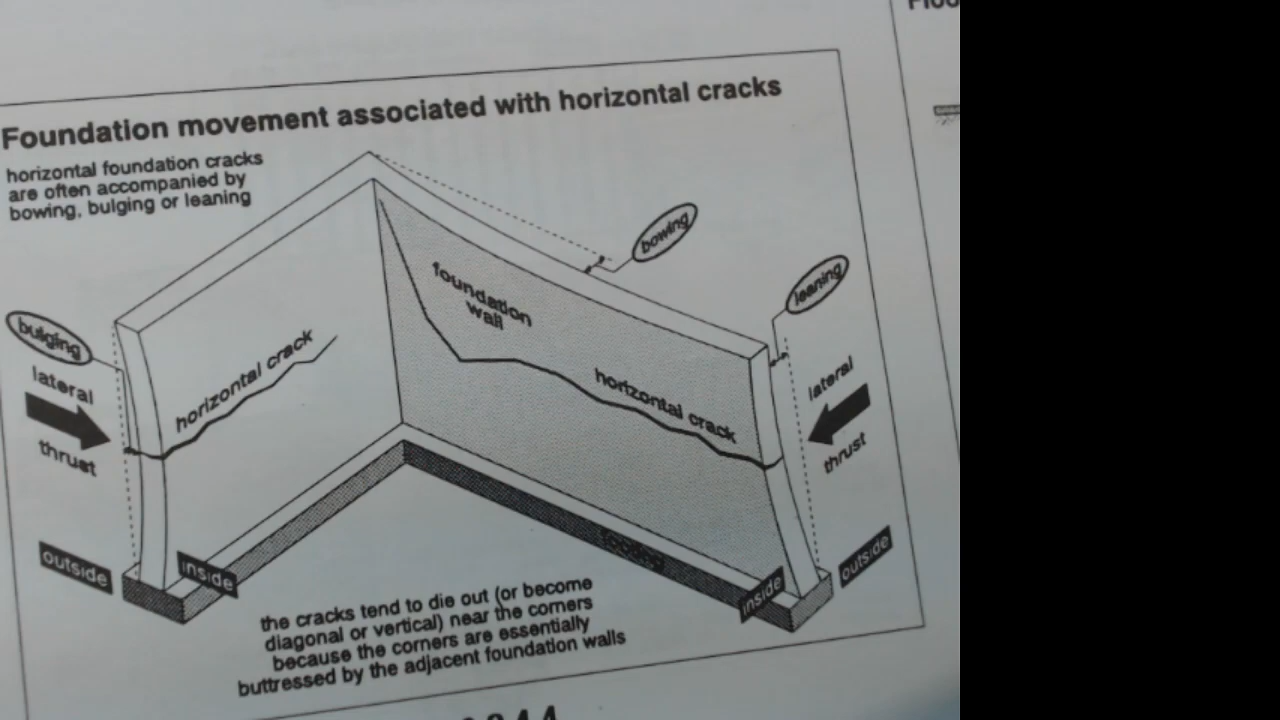 Foundation movement associated with horizontal cracks
horizontal foundation cracks
are often accompanied by
bowing, bulging or leaning
bowing
leaning
bulging
foundation
wall
horizontal crack
horizontal crack
lateral
thrust
lateral
thrust
outside
inside
inside
outside
the cracks tend to die out (or become
diagonal or vertical) near the corners
because the corners are essentially
buttressed by the adjacent foundation walls